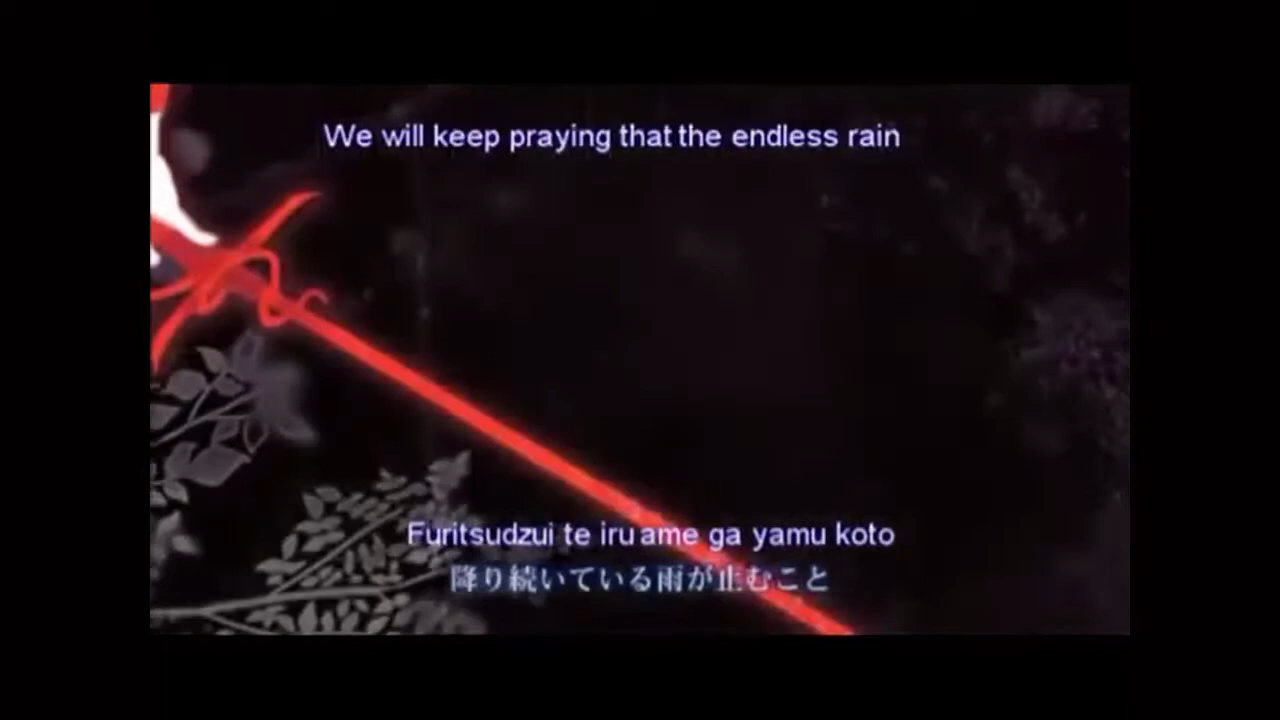 We will keep praying that the endless rain
Furitsudzui te iru ame ga yamu koto
降り続いている雨が止むこと